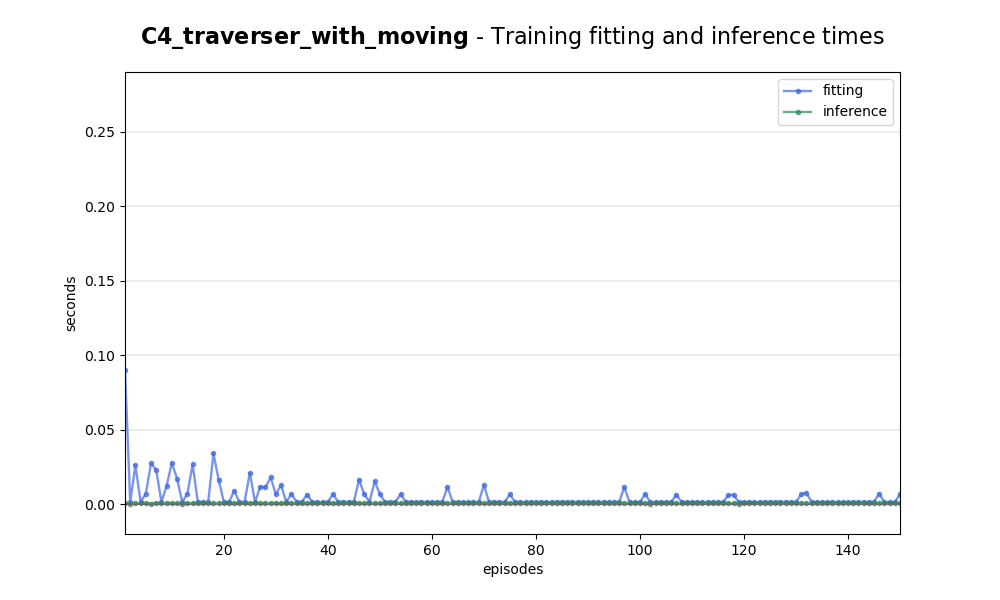 C4_traverser_with_moving - Training fitting and inference times
fitting
inference
0.25
0.20
0.15
0.10
0.05
0.00
seconds
20 40 60 80 100 120 140
episodes